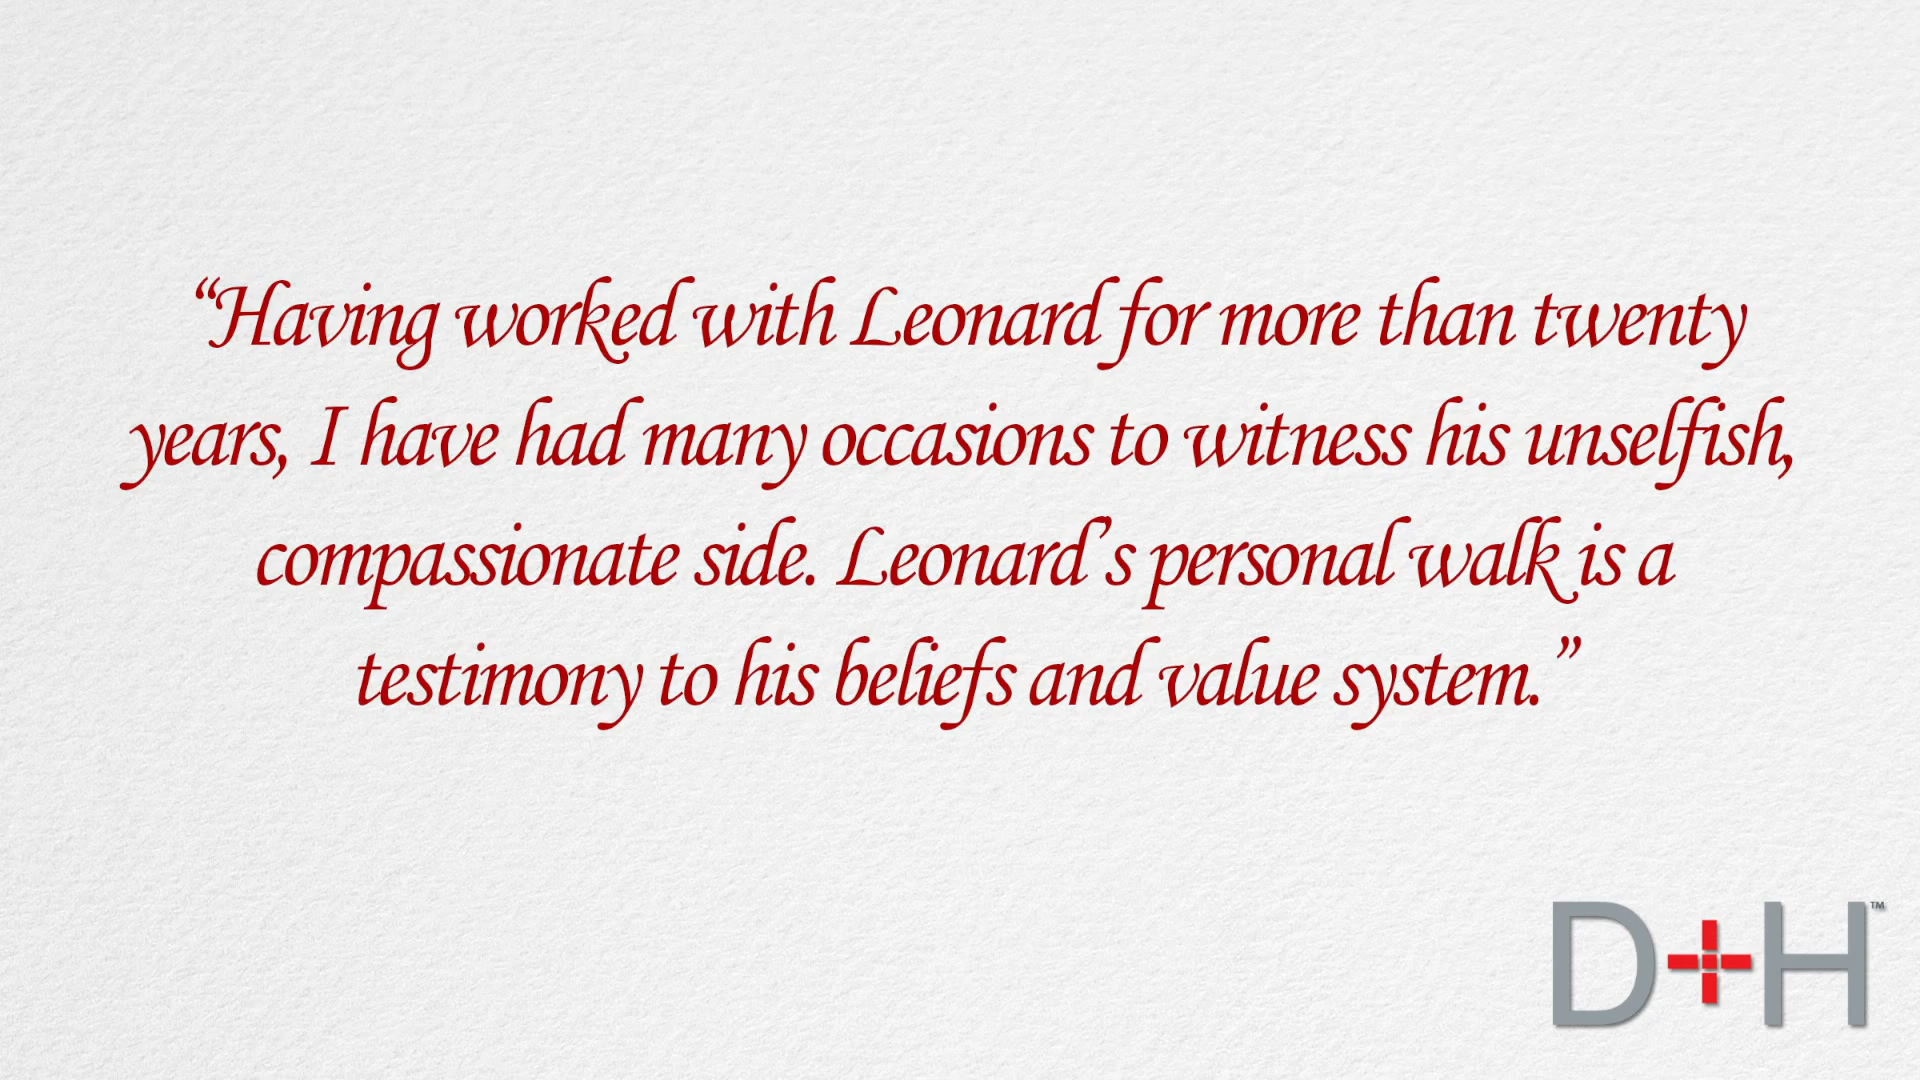 “Having worked with Leonard for more than twenty
years, I have had many occasions to witness his unselfish,
compassionate side. Leonard’s personal walk is a
testimony to his beliefs and value system.”
D+H™